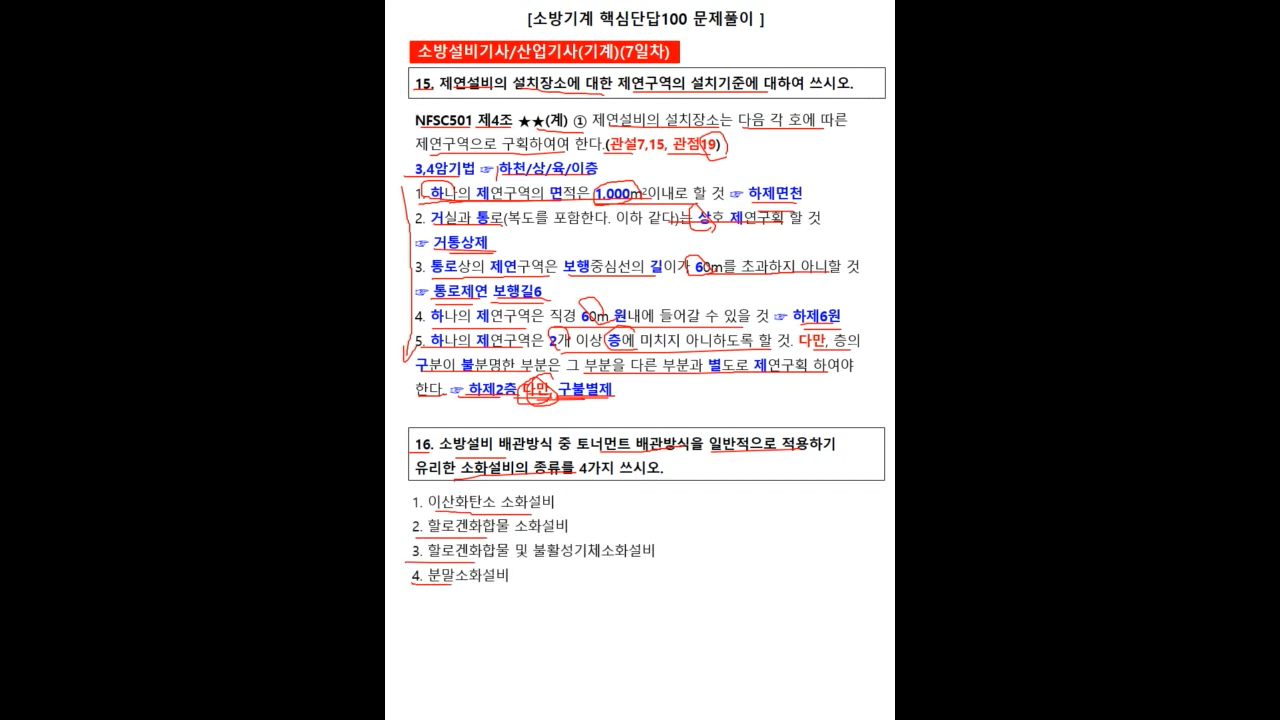 [소방기계 핵심단답100 문제풀이 ]
소방설비기사/산업기사(기계)(7일차)
15. 제연설비의 설치장소에 대한 제연구역의 설치기준에 대하여 쓰시오.
NFSC501 제4조 ★★(계) ① 제연설비의 설치장소는 다음 각 호에 따른
제연구역으로 구획하여여 한다.(관설7,15, 관점19)
3,4암기법 ☞ 하천/상/육/이층
1. 하나의 제연구역의 면적은 1.000m²이내로 할 것 ☞ 하제면천
2. 거실과 통로(복도를 포함한다. 이하 같다)는 상호 제연구획 할 것
☞ 거통상제
3. 통로상의 제연구역은 보행중심선의 길이가 60m를 초과하지 아니할 것
☞ 통로제연 보행길6
4. 하나의 제연구역은 직경 60m 원내에 들어갈 수 있을 것 ☞ 하제6원
5. 하나의 제연구역은 2개 이상 층에 미치지 아니하도록 할 것. 다만, 층의
구분이 불분명한 부분은 그 부분을 다른 부분과 별도로 제연구획 하여야
한다. ☞ 하제2층 다만, 구불별제
16. 소방설비 배관방식 중 토너먼트 배관방식을 일반적으로 적용하기
유리한 소화설비의 종류를 4가지 쓰시오.
1. 이산화탄소 소화설비
2. 할로겐화합물 소화설비
3. 할로겐화합물 및 불활성기체소화설비
4. 분말소화설비